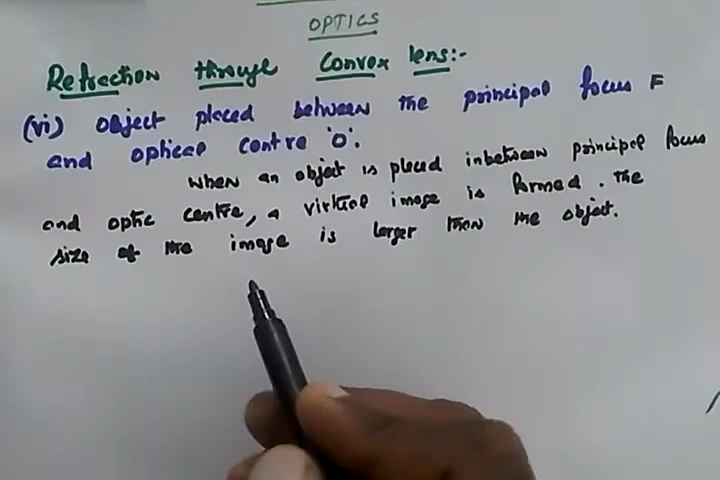 OPTICS
Refraction through Convex lens:-
(vi) object placed between the principal focus F
and optical centre 'O'.
When an object is placed inbetween principal focus
and optic centre, a virtual image is formed. The
size of the image is larger than the object.